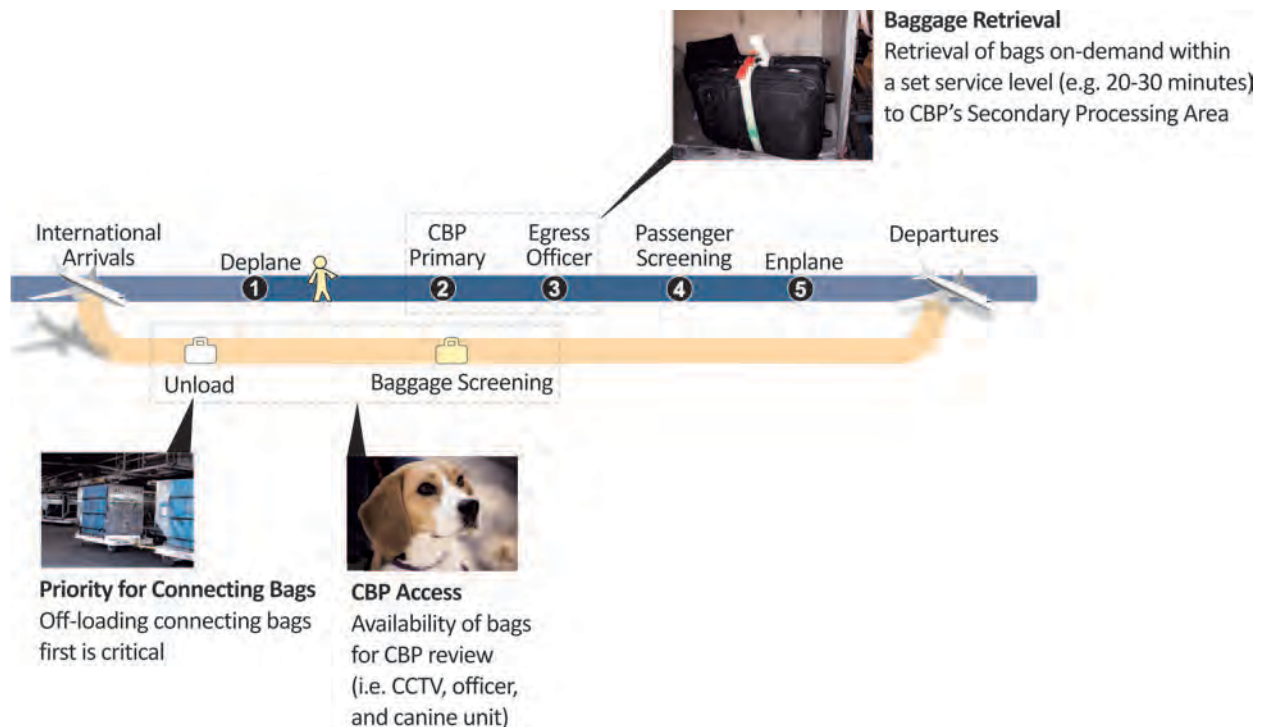 Baggage Retrieval
Retrieval of bags on-demand within
a set service level (e.g. 20-30 minutes)
to CBP's Secondary Processing Area
International
Arrivals
Deplane
1
CBP
Primary
2
Egress
Officer
3
Passenger
Screening
4
Enplane
5
Departures
Unload
Baggage Screening
Priority for Connecting Bags
Off-loading connecting bags
first is critical
CBP Access
Availability of bags
for CBP review
(i.e. CCTV, officer,
and canine unit)